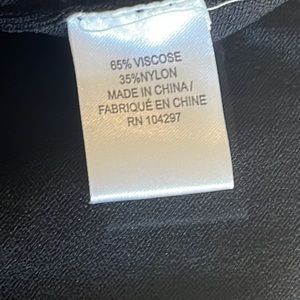 65% VISCOSE
35%NYLON
MADE IN CHINA/
FABRIQUÉ EN CHINE
RN 104297